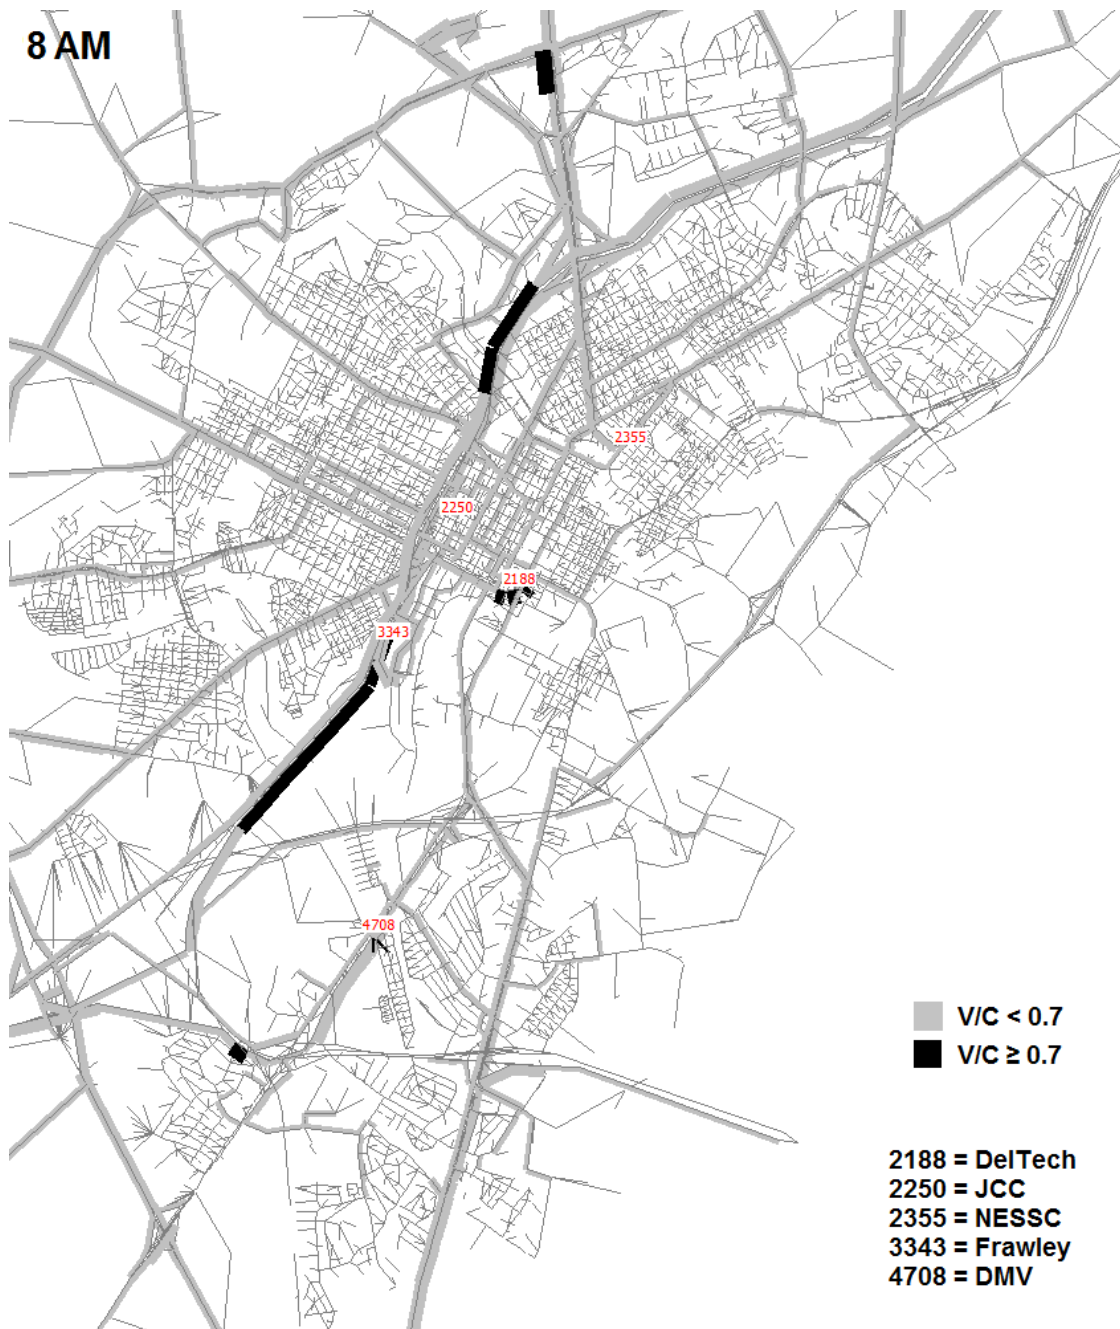 8 AM
2355
2250
2188
3343
4708
V/C < 0.7
V/C ≥ 0.7
2188 = DelTech
2250 = JCC
2355 = NESSC
3343 = Frawley
4708 = DMV